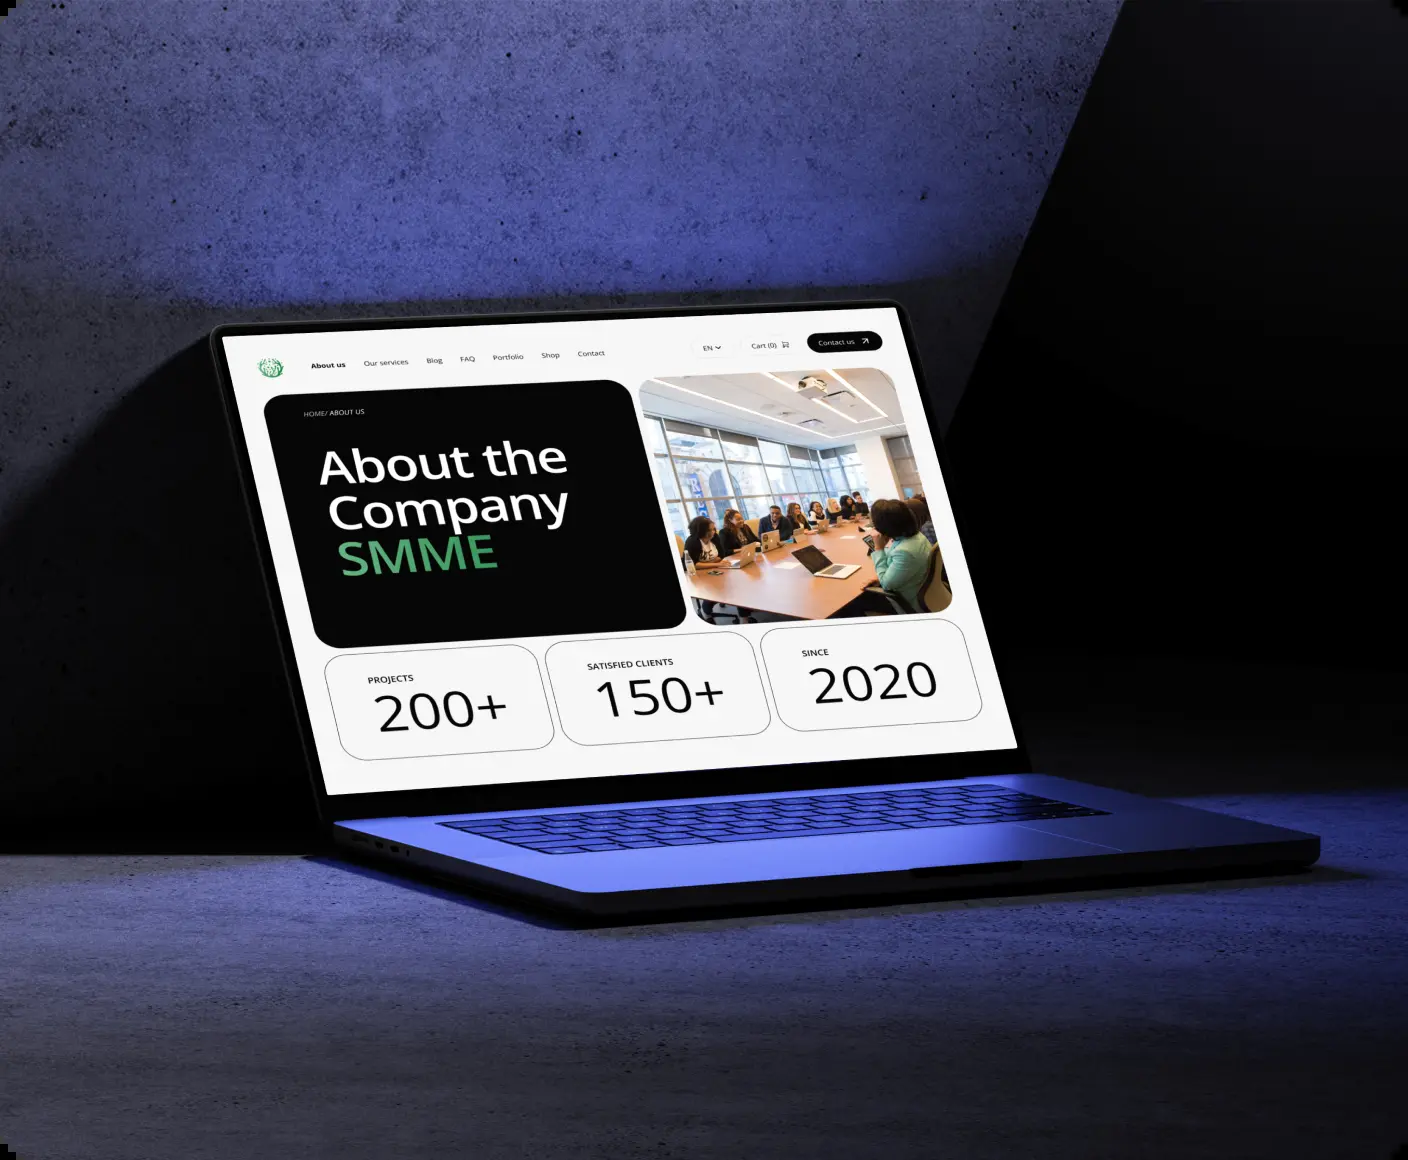 About us Our services Blog FAQ Portfolio Shop Contact EN Cart (0) Contact us
HOME/ ABOUT US
About the
Company
SMME
PROJECTS
200+
SATISFIED CLIENTS
150+
SINCE
2020